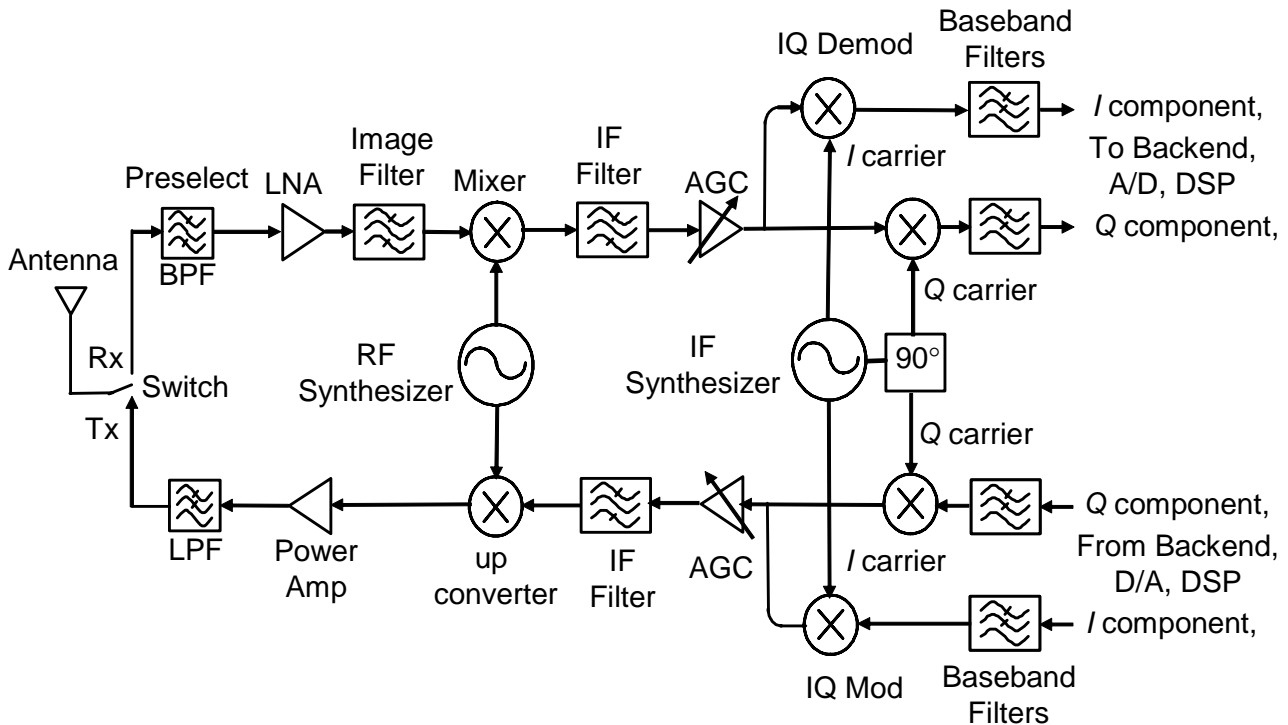 IQ Demod
Baseband
Filters
I component,
To Backend,
A/D, DSP
Q component,
I carrier
Q carrier
Image
Filter
IF
Filter
Preselect
LNA
Mixer
AGC
BPF
Antenna
Rx
Switch
Tx
RF
Synthesizer
IF
Synthesizer
90°
Q carrier
I carrier
LPF
Power
Amp
up
converter
IF
Filter
AGC
Q component,
From Backend,
D/A, DSP
I component,
IQ Mod
Baseband
Filters